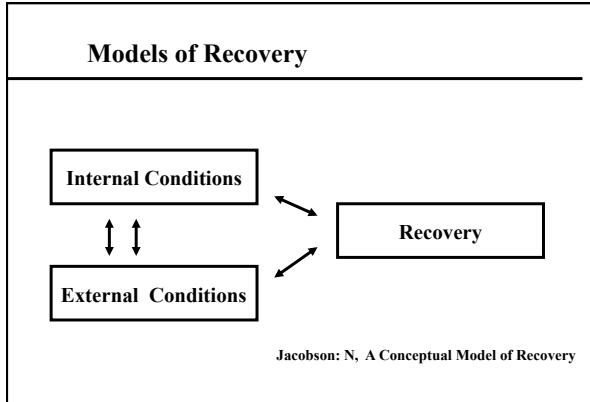 Models of Recovery
Internal Conditions
Recovery
External Conditions
Jacobson: N, A Conceptual Model of Recovery